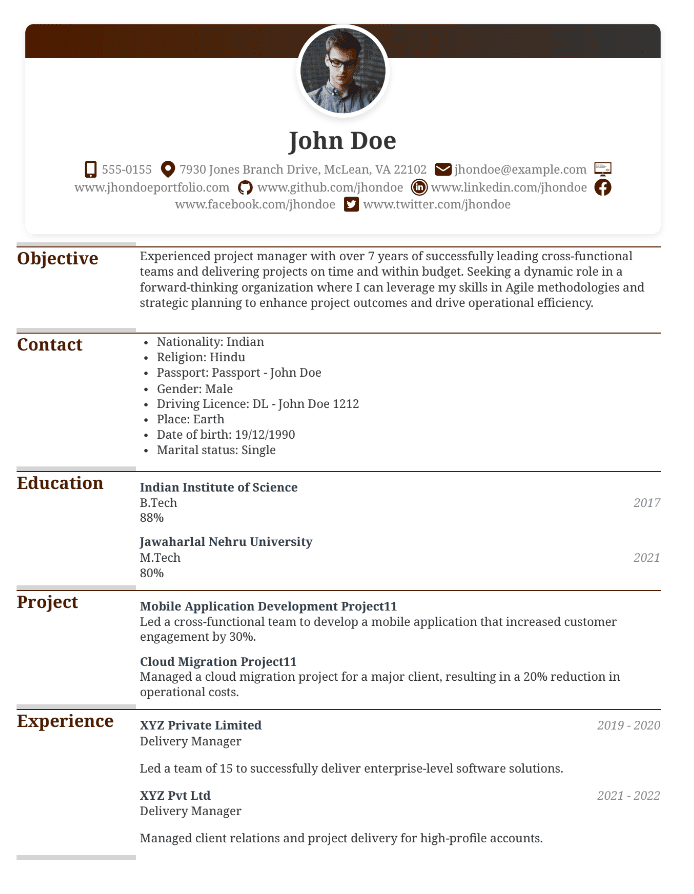 John Doe
555-0155 7930 Jones Branch Drive, McLean, VA 22102 jhondoe@example.com
www.jhondoeportfolio.com www.github.com/jhondoe www.linkedin.com/jhondoe
www.facebook.com/jhondoe www.twitter.com/jhondoe
Objective
Experienced project manager with over 7 years of successfully leading cross-functional
teams and delivering projects on time and within budget. Seeking a dynamic role in a
forward-thinking organization where I can leverage my skills in Agile methodologies and
strategic planning to enhance project outcomes and drive operational efficiency.
Contact
• Nationality: Indian
• Religion: Hindu
• Passport: Passport - John Doe
• Gender: Male
• Driving Licence: DL - John Doe 1212
• Place: Earth
• Date of birth: 19/12/1990
• Marital status: Single
Education
Indian Institute of Science
B.Tech 2017
88%
Jawaharlal Nehru University
M.Tech 2021
80%
Project
Mobile Application Development Project11
Led a cross-functional team to develop a mobile application that increased customer
engagement by 30%.
Cloud Migration Project11
Managed a cloud migration project for a major client, resulting in a 20% reduction in
operational costs.
Experience
XYZ Private Limited 2019 - 2020
Delivery Manager
Led a team of 15 to successfully deliver enterprise-level software solutions.
XYZ Pvt Ltd 2021 - 2022
Delivery Manager
Managed client relations and project delivery for high-profile accounts.